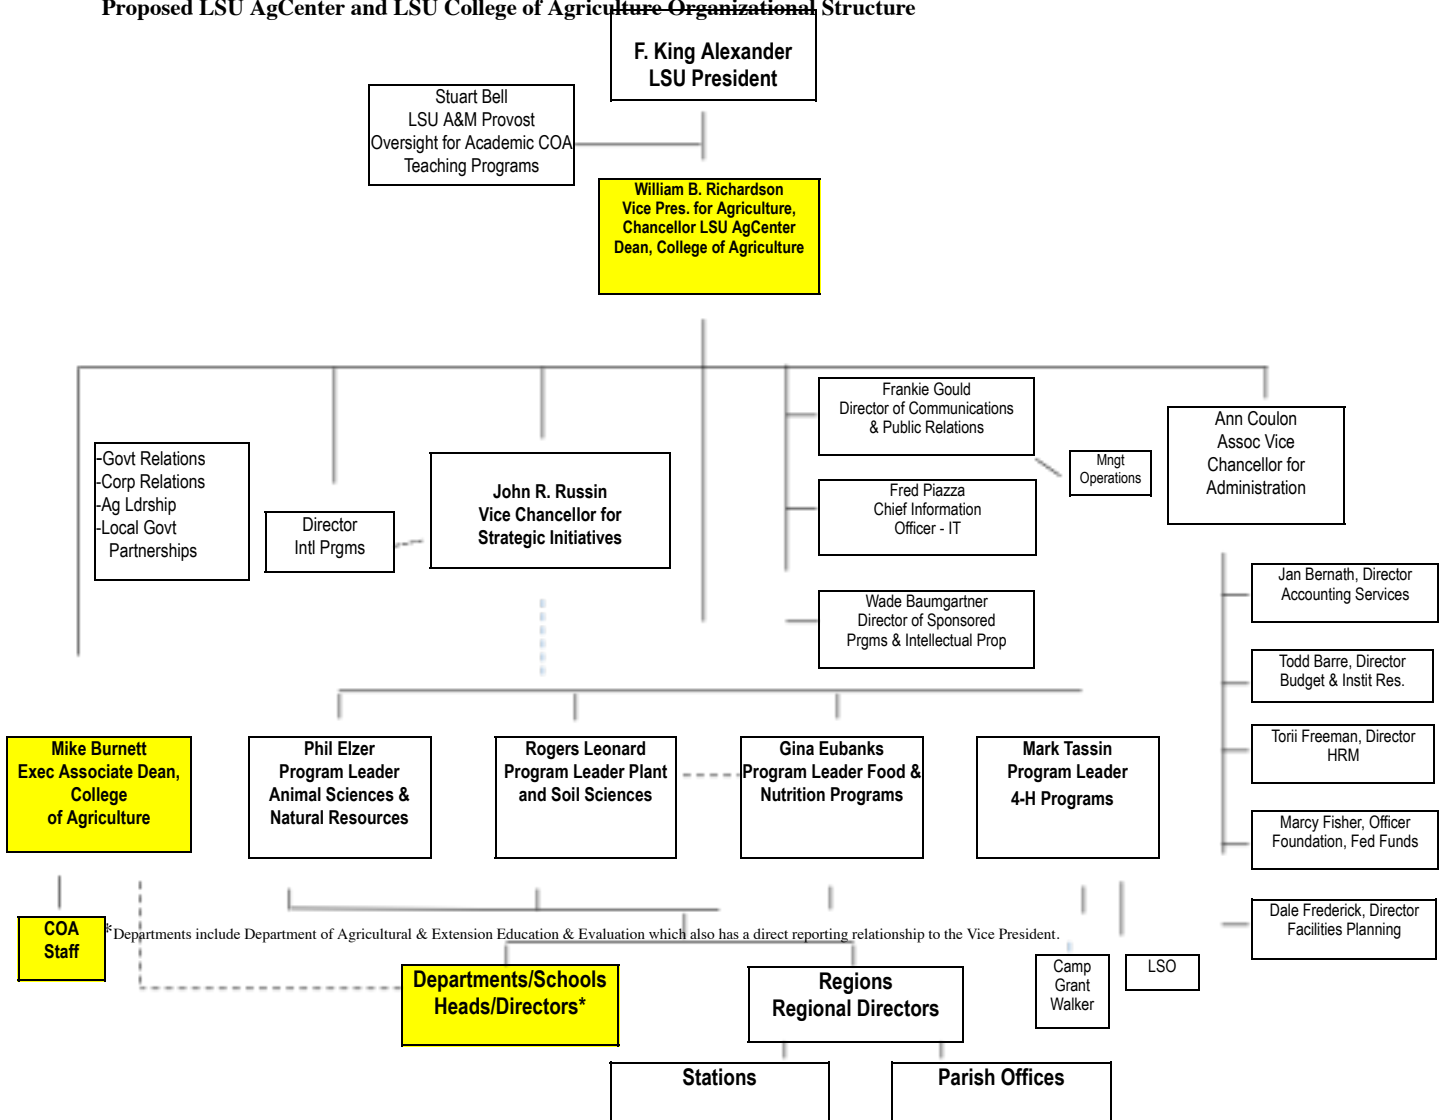 Proposed LSU AgCenter and LSU College of Agriculture Organizational Structure
F. King Alexander
LSU President
Stuart Bell
LSU A&M Provost
Oversight for Academic COA
Teaching Programs
William B. Richardson
Vice Pres. for Agriculture,
Chancellor LSU AgCenter
Dean, College of Agriculture
-Govt Relations
-Corp Relations
-Ag Ldrship
-Local Govt
Partnerships
Director
Intl Prgms
John R. Russin
Vice Chancellor for
Strategic Initiatives
Frankie Gould
Director of Communications
& Public Relations
Mngt
Operations
Fred Piazza
Chief Information
Officer - IT
Wade Baumgartner
Director of Sponsored
Prgms & Intellectual Prop
Ann Coulon
Assoc Vice
Chancellor for
Administration
Jan Bernath, Director
Accounting Services
Todd Barre, Director
Budget & Instit Res.
Torii Freeman, Director
HRM
Marcy Fisher, Officer
Foundation, Fed Funds
Dale Frederick, Director
Facilities Planning
Mike Burnett
Exec Associate Dean,
College
of Agriculture
Phil Elzer
Program Leader
Animal Sciences &
Natural Resources
Rogers Leonard
Program Leader Plant
and Soil Sciences
Gina Eubanks
Program Leader Food &
Nutrition Programs
Mark Tassin
Program Leader
4-H Programs
COA
Staff
*Departments include Department of Agricultural & Extension Education & Evaluation which also has a direct reporting relationship to the Vice President.
Departments/Schools
Heads/Directors*
Regions
Regional Directors
Camp
Grant
Walker
LSO
Stations
Parish Offices